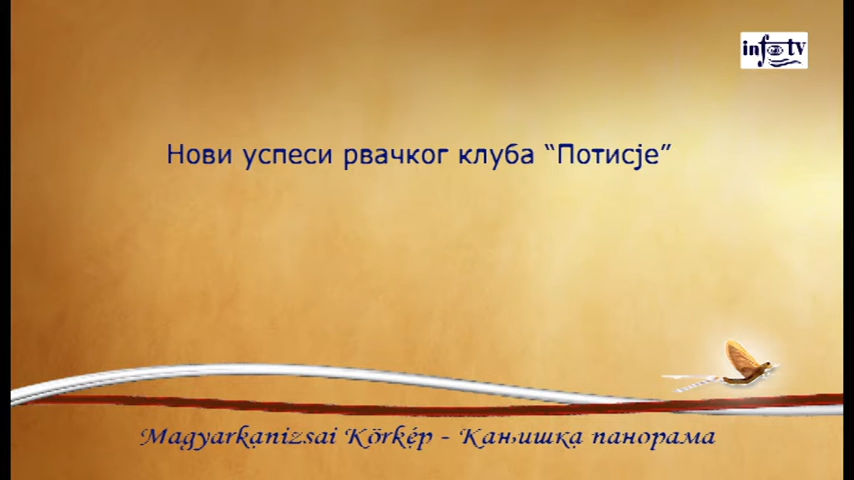 info tv
Нови успеси рвачког клуба “Потисје”
Magyarkanizsai Körkép - Кањишка панорама